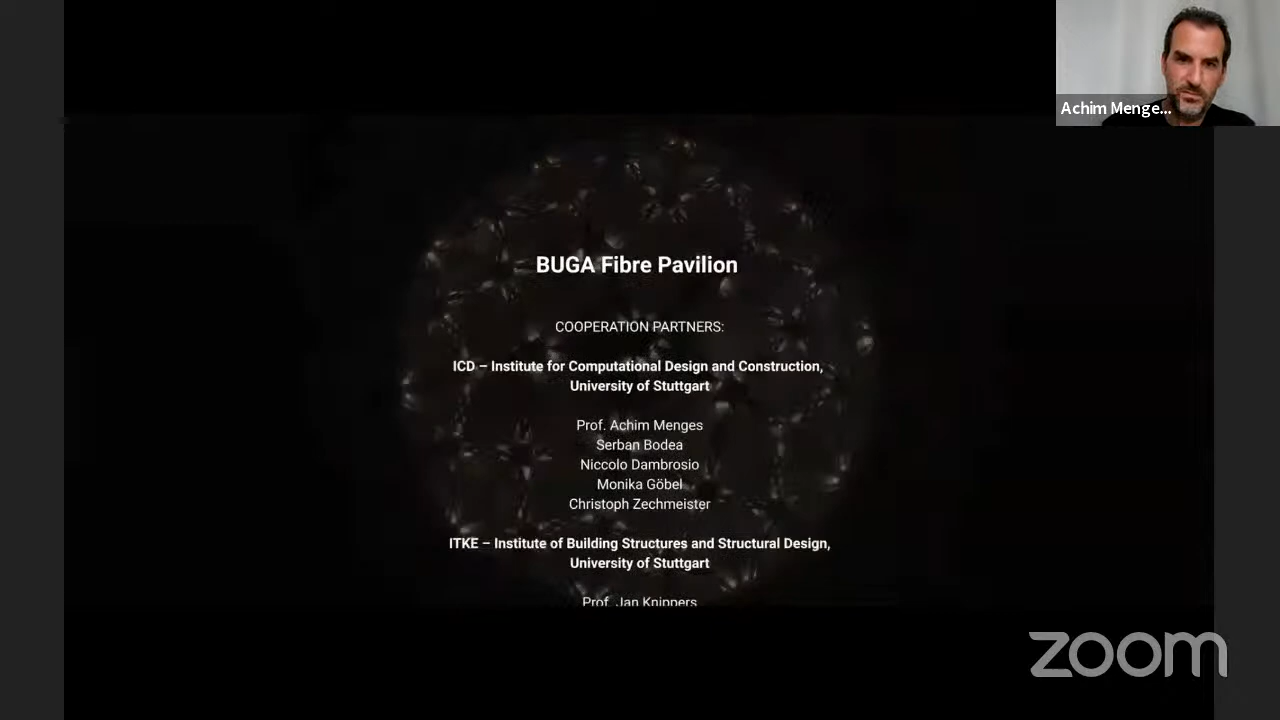 Achim Menge...
BUGA Fibre Pavilion
COOPERATION PARTNERS:
ICD – Institute for Computational Design and Construction,
University of Stuttgart
Prof. Achim Menges
Serban Bodea
Niccolo Dambrosio
Monika Göbel
Christoph Zechmeister
ITKE – Institute of Building Structures and Structural Design,
University of Stuttgart
Prof. Jan Knippers
zoom